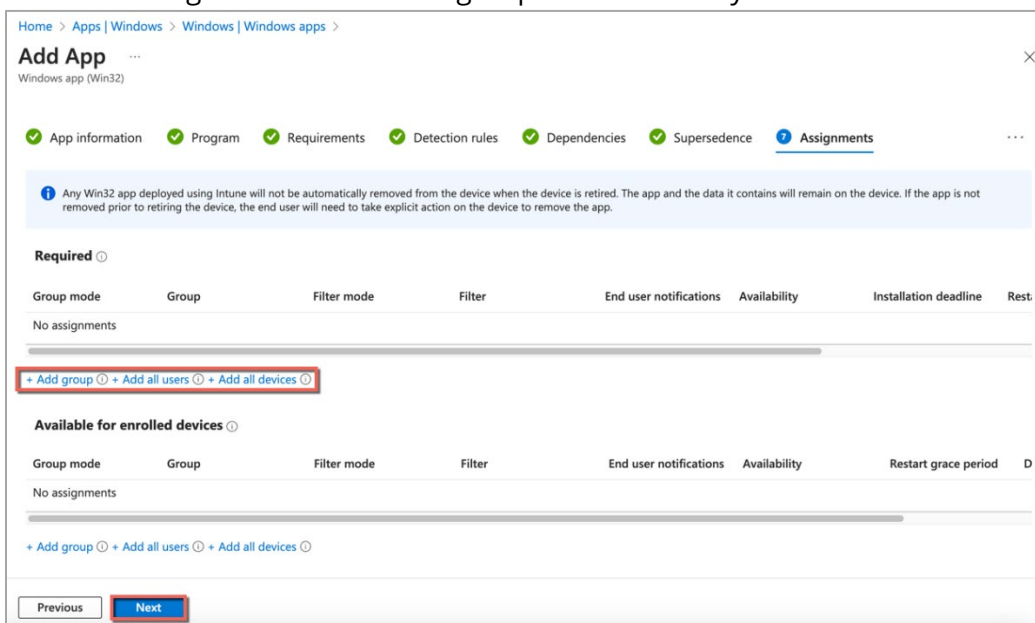 Home > Apps | Windows > Windows | Windows apps >
Add App ...
Windows app (Win32)
App information Program Requirements Detection rules Dependencies Supersedence 7 Assignments ...
Any Win32 app deployed using Intune will not be automatically removed from the device when the device is retired. The app and the data it contains will remain on the device. If the app is not
removed prior to retiring the device, the end user will need to take explicit action on the device to remove the app.
Required
Group mode Group Filter mode Filter End user notifications Availability Installation deadline Resta
No assignments
+ Add group + Add all users + Add all devices
Available for enrolled devices
Group mode Group Filter mode Filter End user notifications Availability Restart grace period D
No assignments
+ Add group + Add all users + Add all devices
Previous Next